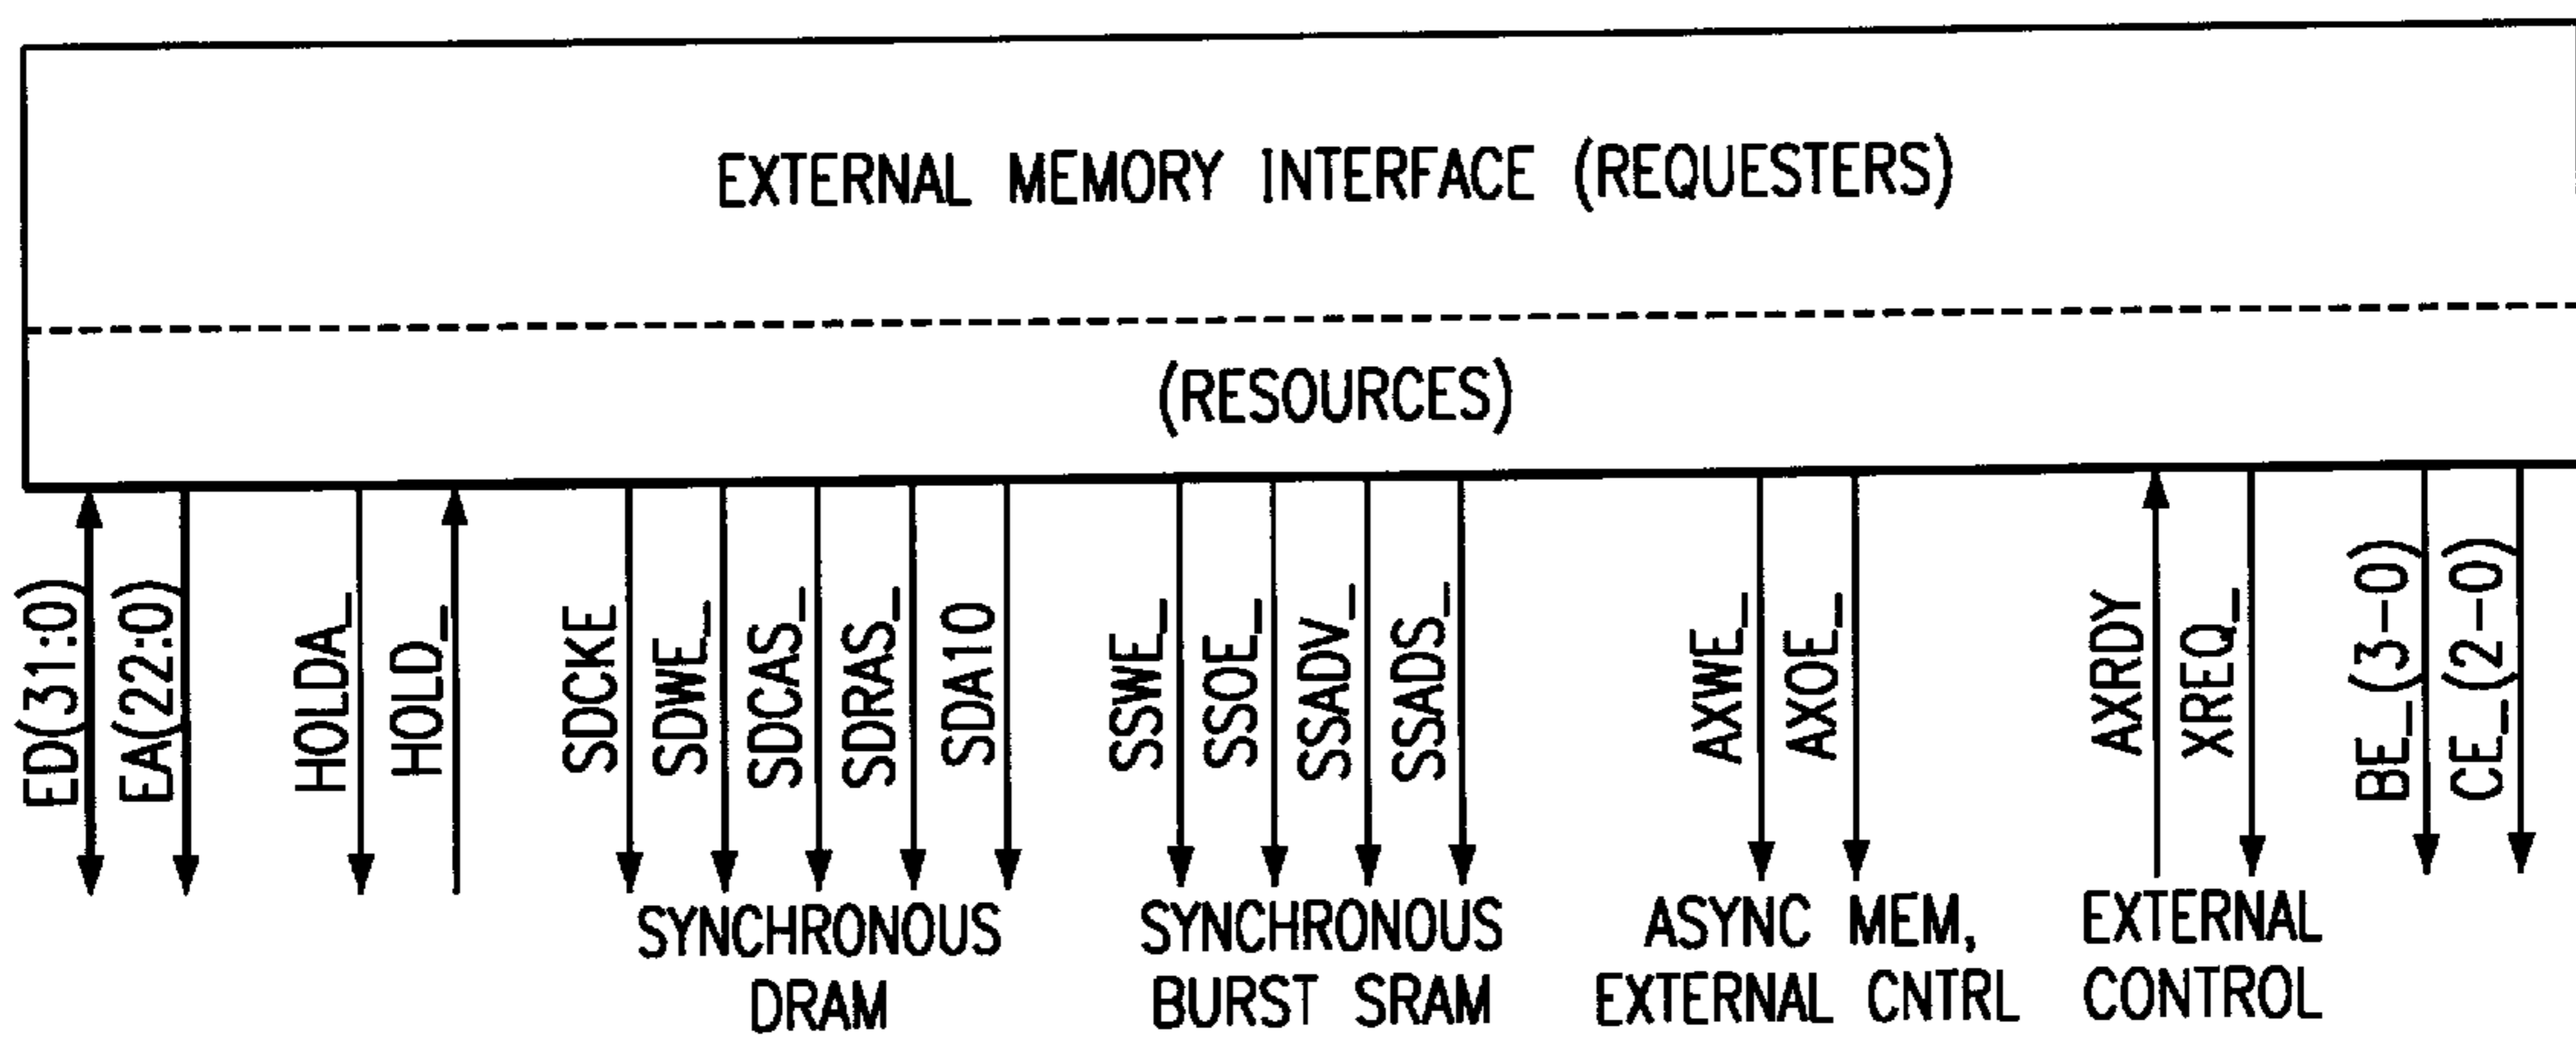 EXTERNAL MEMORY INTERFACE (REQUESTERS)
(RESOURCES)
ED(31:0)
EA(22:0)
HOLDA_
HOLD_
SDCKE
SDWE_
SDCAS_
SDRAS_
SDA10
SSWE_
SSOE_
SSADV_
SSADS_
AXWE_
AXOE_
AXRDY
XREQ_
BE_(3-0)
CE_(2-0)
SYNCHRONOUS
DRAM
SYNCHRONOUS
BURST SRAM
ASYNC MEM,
EXTERNAL CNTRL
EXTERNAL
CONTROL